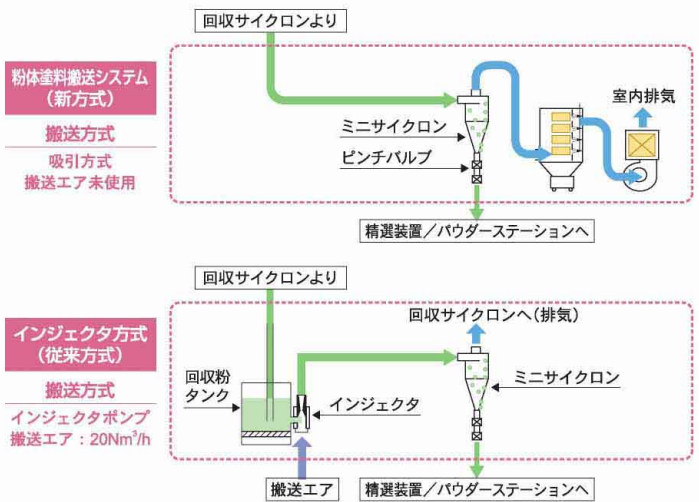 回収サイクロンより
粉体塗料搬送システム
（新方式）
搬送方式
吸引方式
搬送エア未使用
ミニサイクロン
ピンチバルブ
室内排気
精選装置／パウダーステーションへ
回収サイクロンより
インジェクタ方式
（従来方式）
搬送方式
インジェクタポンプ
搬送エア：20Nm³/h
回収粉
タンク
インジェクタ
搬送エア
回収サイクロンへ（排気）
ミニサイクロン
精選装置／パウダーステーションへ